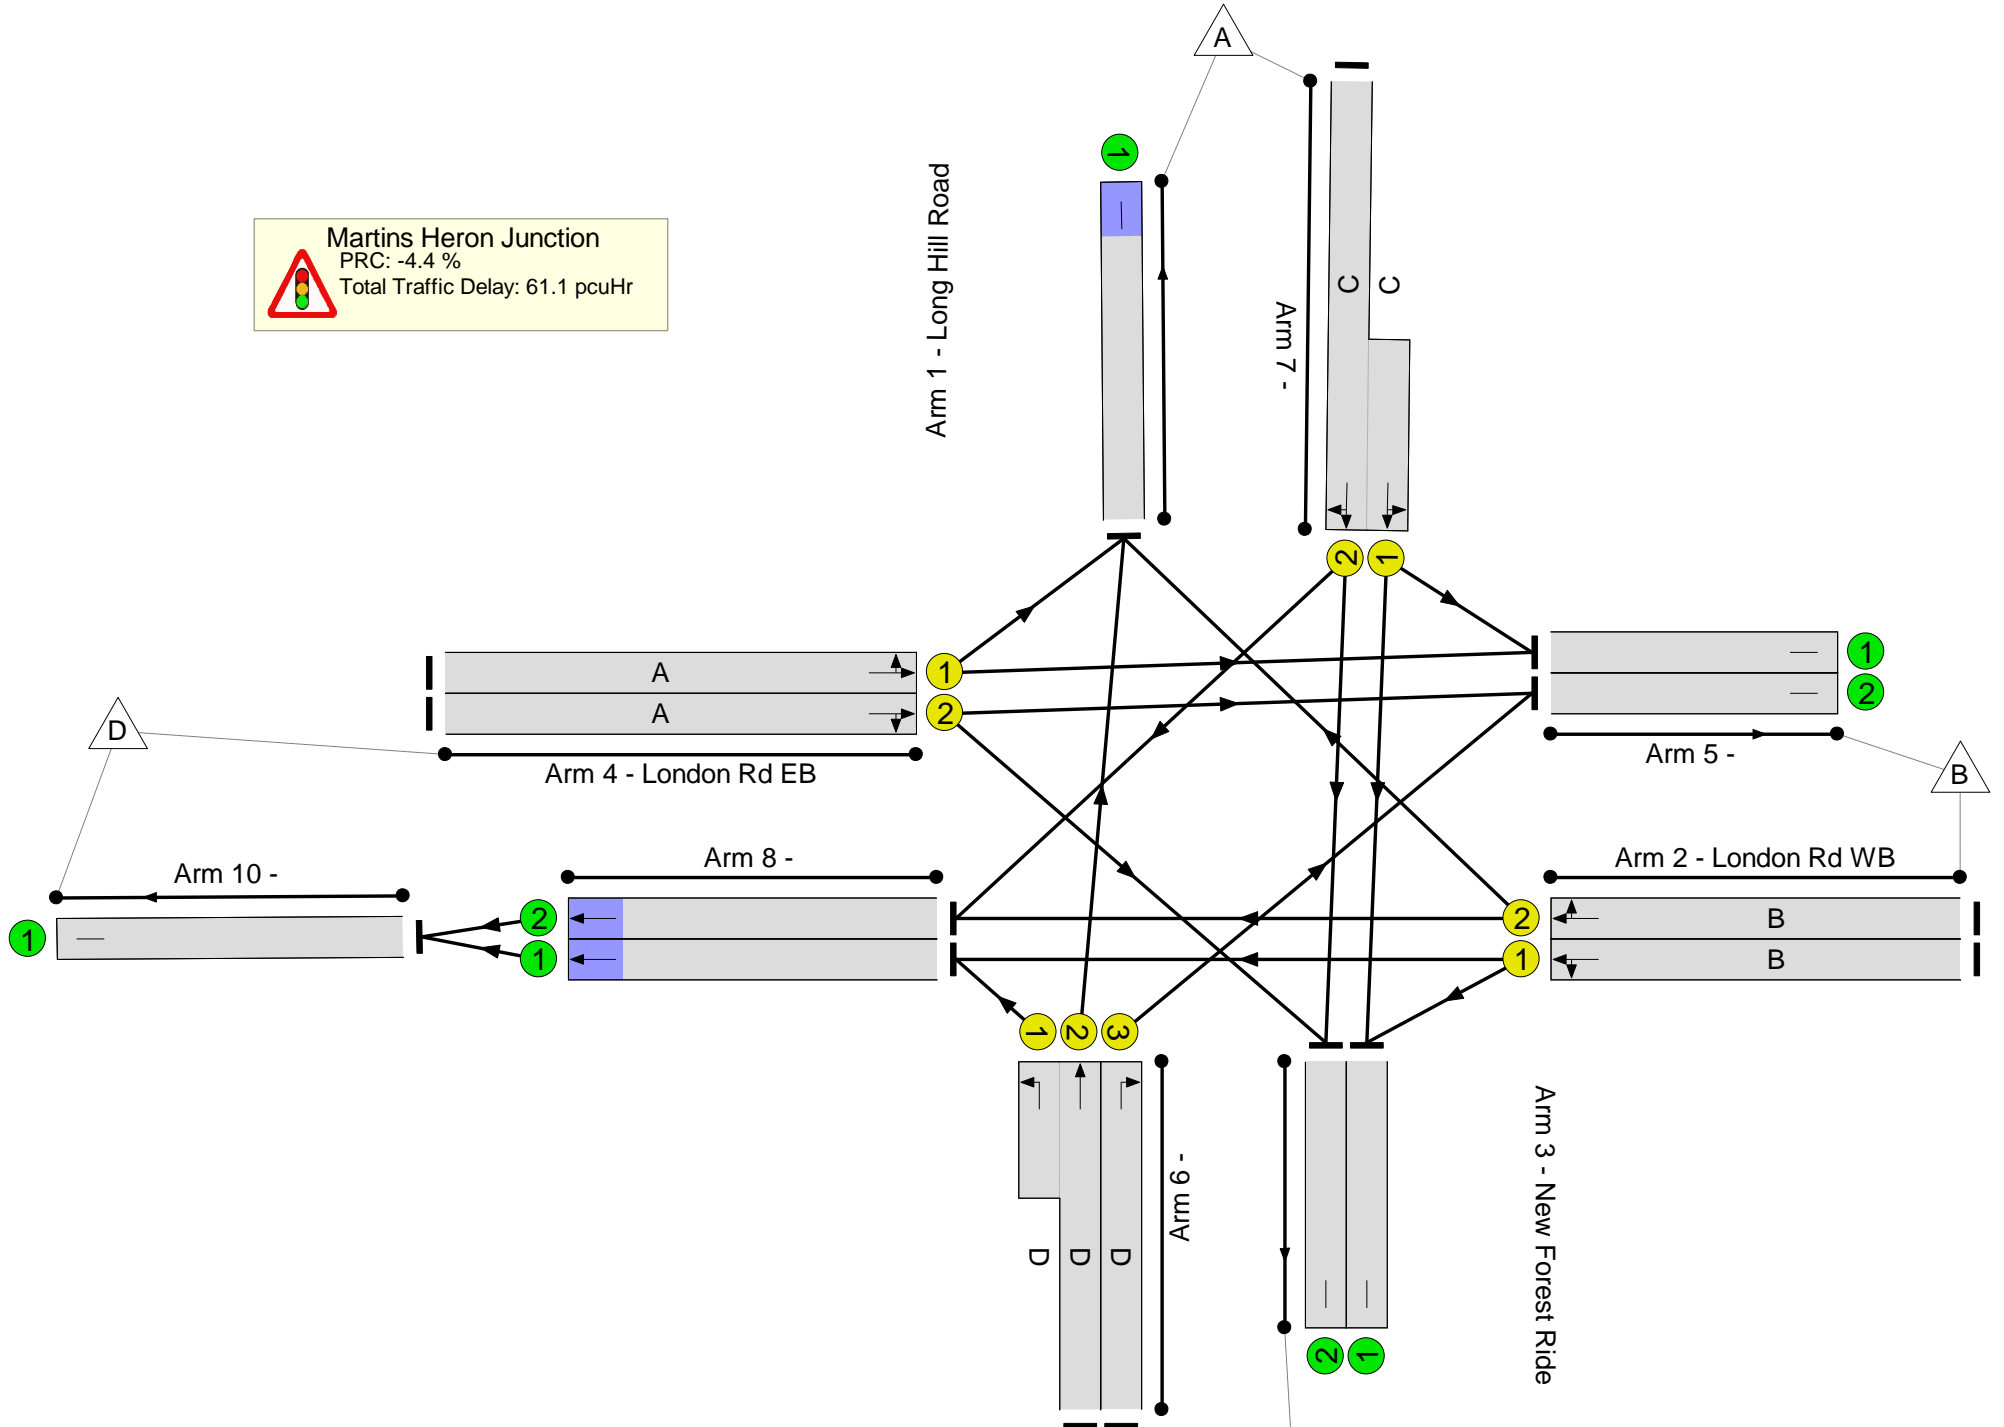 A
Martins Heron Junction
PRC: -4.4 %
Total Traffic Delay: 61.1 pcuHr
1
Arm 1 - Long Hill Road
Arm 7 -
C
C
2
1
A
1
A
2
1
2
Arm 4 - London Rd EB
Arm 5 -
D
B
Arm 10 -
Arm 8 -
Arm 2 - London Rd WB
1
2
1
2
1
B
B
1
2
3
D
D
D
Arm 6 -
Arm 3 - New Forest Ride
2
1